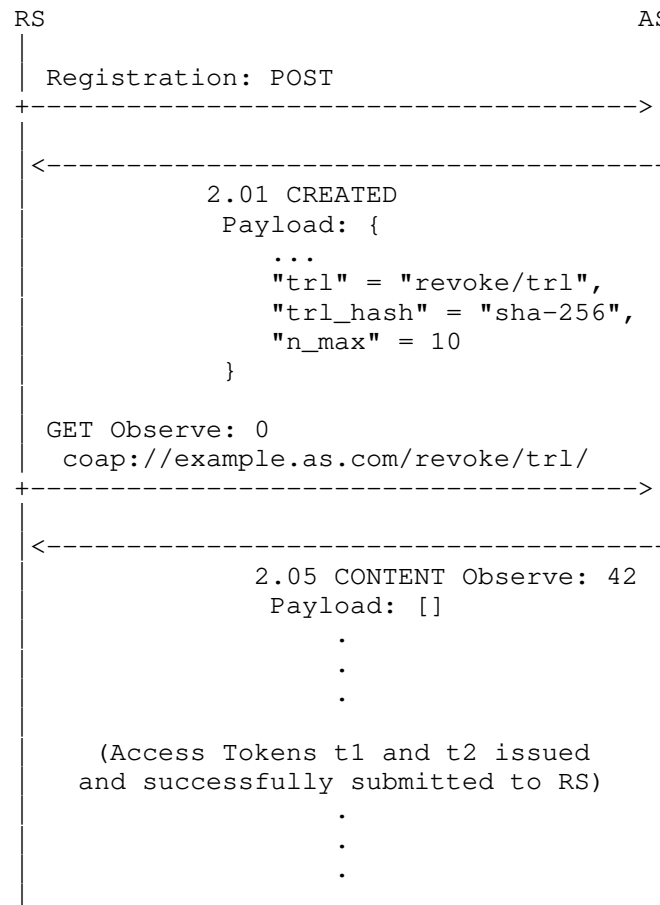 RS AS
|
| Registration: POST
+------------------------------------->
|
|<---------------------------------------
| 2.01 CREATED
| Payload: {
| ...
| "trl" = "revoke/trl",
| "trl_hash" = "sha-256",
| "n_max" = 10
| }
|
| GET Observe: 0
| coap://example.as.com/revoke/trl/
+------------------------------------->
|
|<---------------------------------------
| 2.05 CONTENT Observe: 42
| Payload: []
| .
| .
| .
|
| (Access Tokens t1 and t2 issued
| and successfully submitted to RS)
| .
| .
| .
|